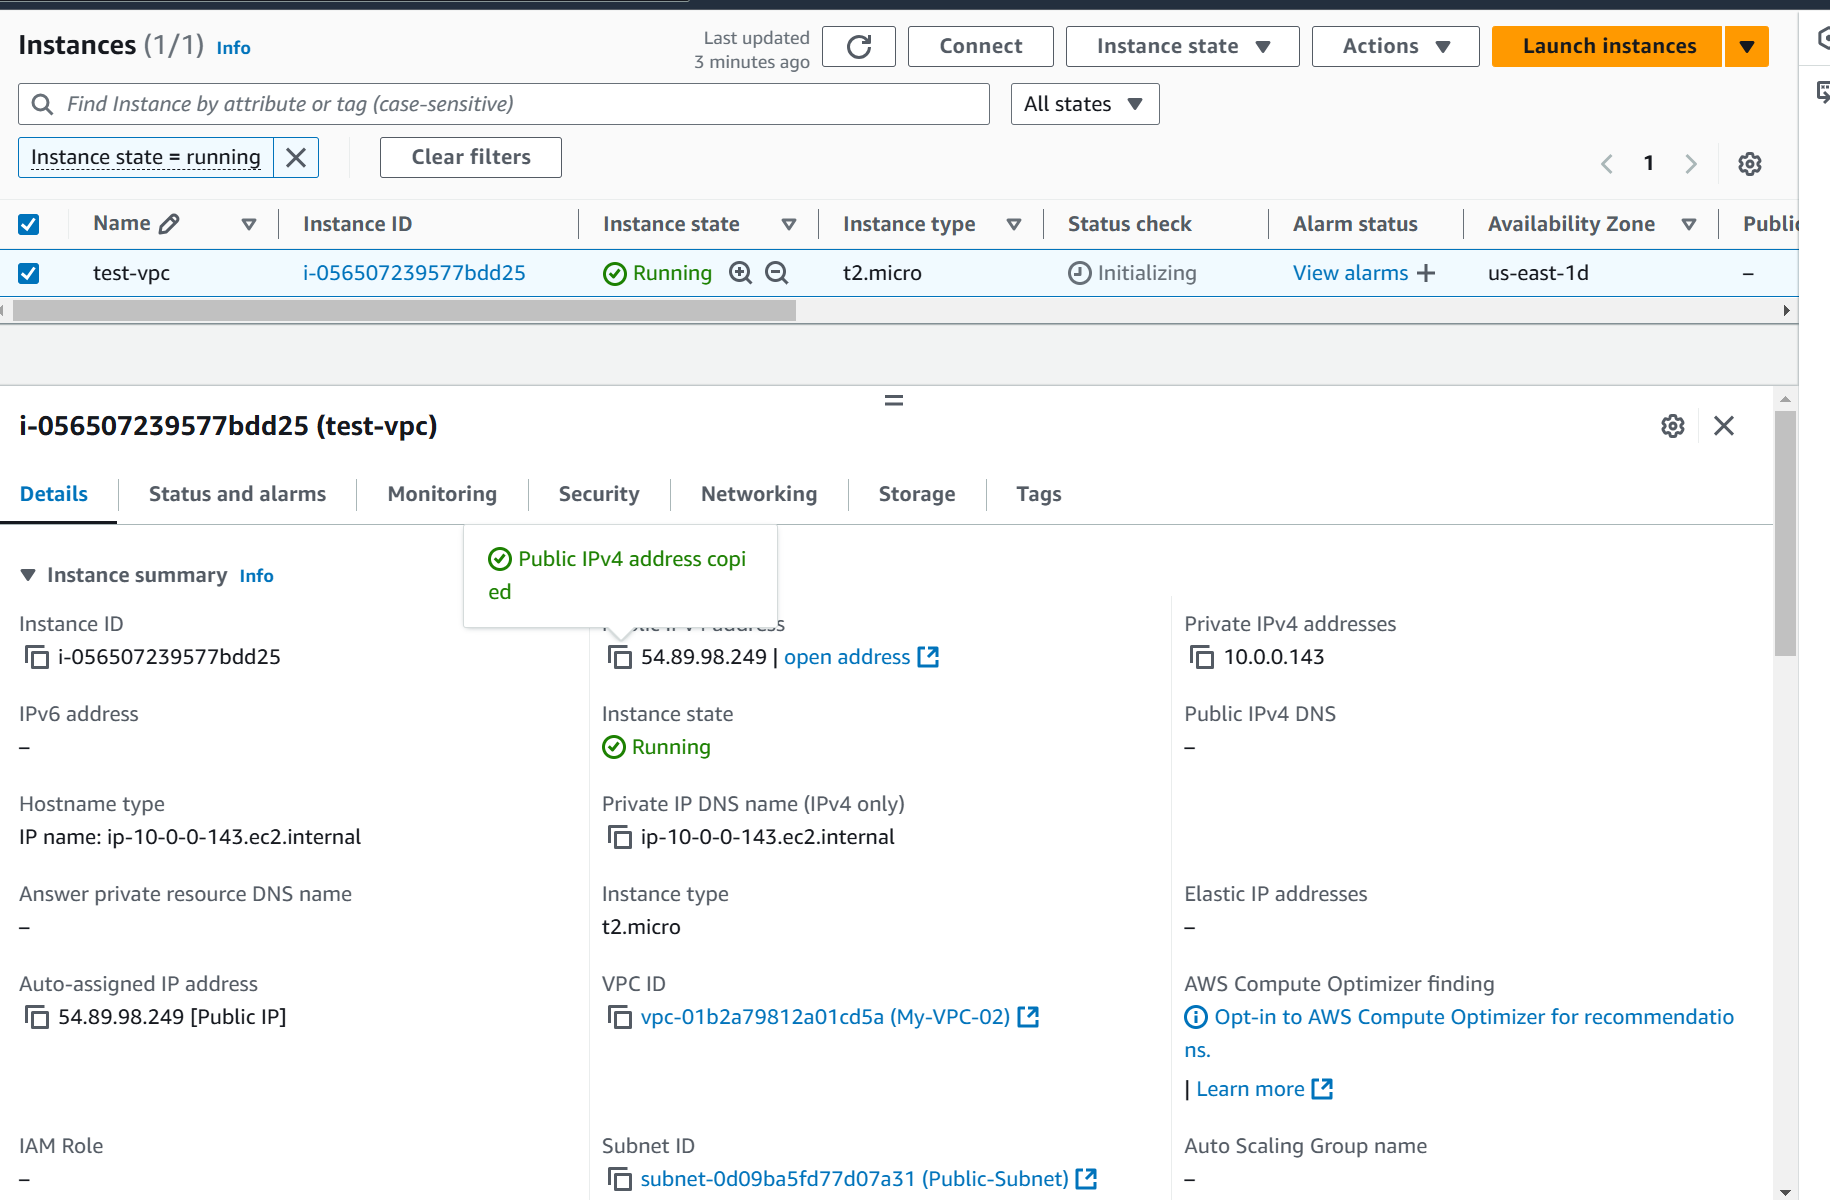 Instances (1/1) Info
Last updated
3 minutes ago
Connect
Instance state
Actions
Launch instances
Find Instance by attribute or tag (case-sensitive)
All states
Instance state = running
Clear filters
1
Name
Instance ID
Instance state
Instance type
Status check
Alarm status
Availability Zone
Public
test-vpc
i-056507239577bdd25
Running
t2.micro
Initializing
View alarms +
us-east-1d
–
i-056507239577bdd25 (test-vpc)
Details
Status and alarms
Monitoring
Security
Networking
Storage
Tags
Public IPv4 address copi
ed
Instance summary Info
Instance ID
i-056507239577bdd25
Public IPv4 address
54.89.98.249 | open address
Private IPv4 addresses
10.0.0.143
IPv6 address
–
Instance state
Running
Public IPv4 DNS
–
Hostname type
IP name: ip-10-0-0-143.ec2.internal
Private IP DNS name (IPv4 only)
ip-10-0-0-143.ec2.internal
Answer private resource DNS name
–
Instance type
t2.micro
Elastic IP addresses
–
Auto-assigned IP address
54.89.98.249 [Public IP]
VPC ID
vpc-01b2a79812a01cd5a (My-VPC-02)
AWS Compute Optimizer finding
Opt-in to AWS Compute Optimizer for recommendatio
ns.
| Learn more
IAM Role
–
Subnet ID
subnet-0d09ba5fd77d07a31 (Public-Subnet)
Auto Scaling Group name
–